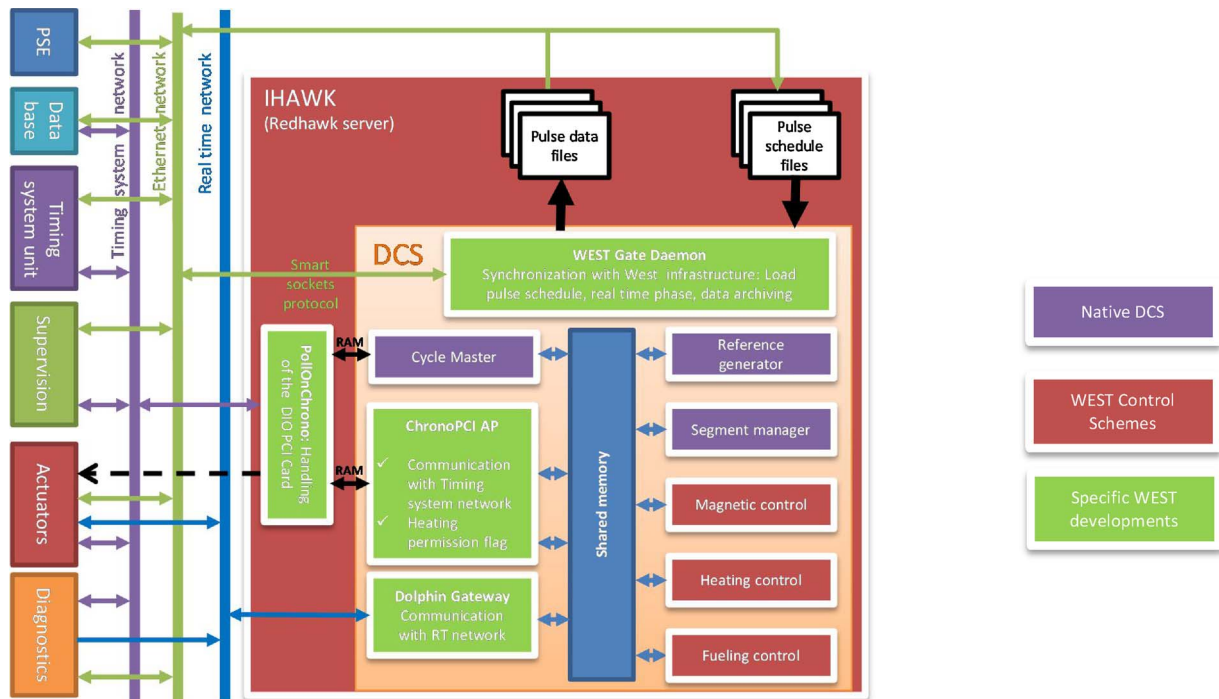 PSE
Data
base
Timing
system unit
Supervision
Actuators
Diagnostics
Timing system network
Ethernet network
Real time network
IHAWK
(Redhawk server)
Pulse data
files
Pulse
schedule
files
DCS
WEST Gate Daemon
Synchronization with West infrastructure: Load
pulse schedule, real time phase, data archiving
Smart
sockets
protocol
PollOnChrono: Handling
of the DIO PCI Card
RAM
RAM
Cycle Master
ChronoPCI AP
✓ Communication
with Timing
system network
✓ Heating
permission flag
Dolphin Gateway
Communication
with RT network
Shared memory
Reference
generator
Segment manager
Magnetic control
Heating control
Fueling control
Native DCS
WEST Control
Schemes
Specific WEST
developments